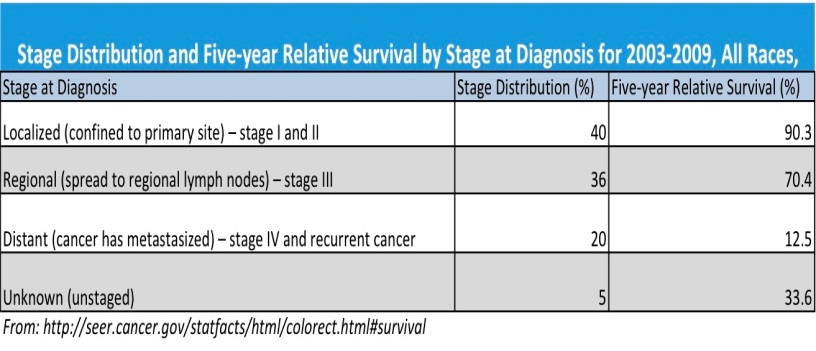 Stage Distribution and Five-year Relative Survival by Stage at Diagnosis for 2003-2009, All Races,
Stage at Diagnosis Stage Distribution (%) Five-year Relative Survival (%)
Localized (confined to primary site) – stage I and II 40 90.3
Regional (spread to regional lymph nodes) – stage III 36 70.4
Distant (cancer has metastasized) – stage IV and recurrent cancer 20 12.5
Unknown (unstaged) 5 33.6
From: http://seer.cancer.gov/statfacts/html/colorect.html#survival